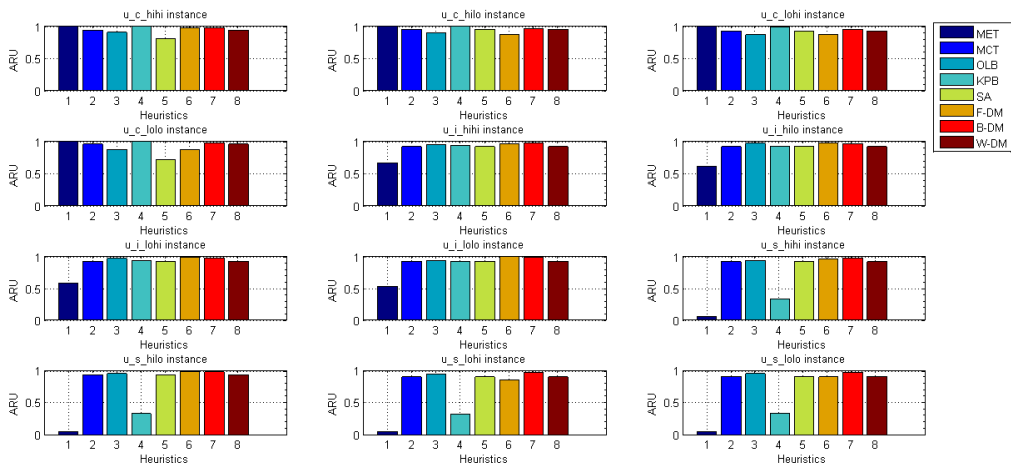 u_c_hihi instance
ARU
1
0.5
0
1 2 3 4 5 6 7 8
Heuristics
u_c_hilo instance
ARU
1
0.5
0
1 2 3 4 5 6 7 8
Heuristics
u_c_lohi instance
ARU
1
0.5
0
1 2 3 4 5 6 7 8
Heuristics
MET
MCT
OLB
KPB
SA
F-DM
B-DM
W-DM
u_c_lolo instance
ARU
1
0.5
0
1 2 3 4 5 6 7 8
Heuristics
u_i_hihi instance
ARU
1
0.5
0
1 2 3 4 5 6 7 8
Heuristics
u_i_hilo instance
ARU
1
0.5
0
1 2 3 4 5 6 7 8
Heuristics
u_i_lohi instance
ARU
1
0.5
0
1 2 3 4 5 6 7 8
Heuristics
u_i_lolo instance
ARU
1
0.5
0
1 2 3 4 5 6 7 8
Heuristics
u_s_hihi instance
ARU
1
0.5
0
1 2 3 4 5 6 7 8
Heuristics
u_s_hilo instance
ARU
1
0.5
0
1 2 3 4 5 6 7 8
Heuristics
u_s_lohi instance
ARU
1
0.5
0
1 2 3 4 5 6 7 8
Heuristics
u_s_lolo instance
ARU
1
0.5
0
1 2 3 4 5 6 7 8
Heuristics